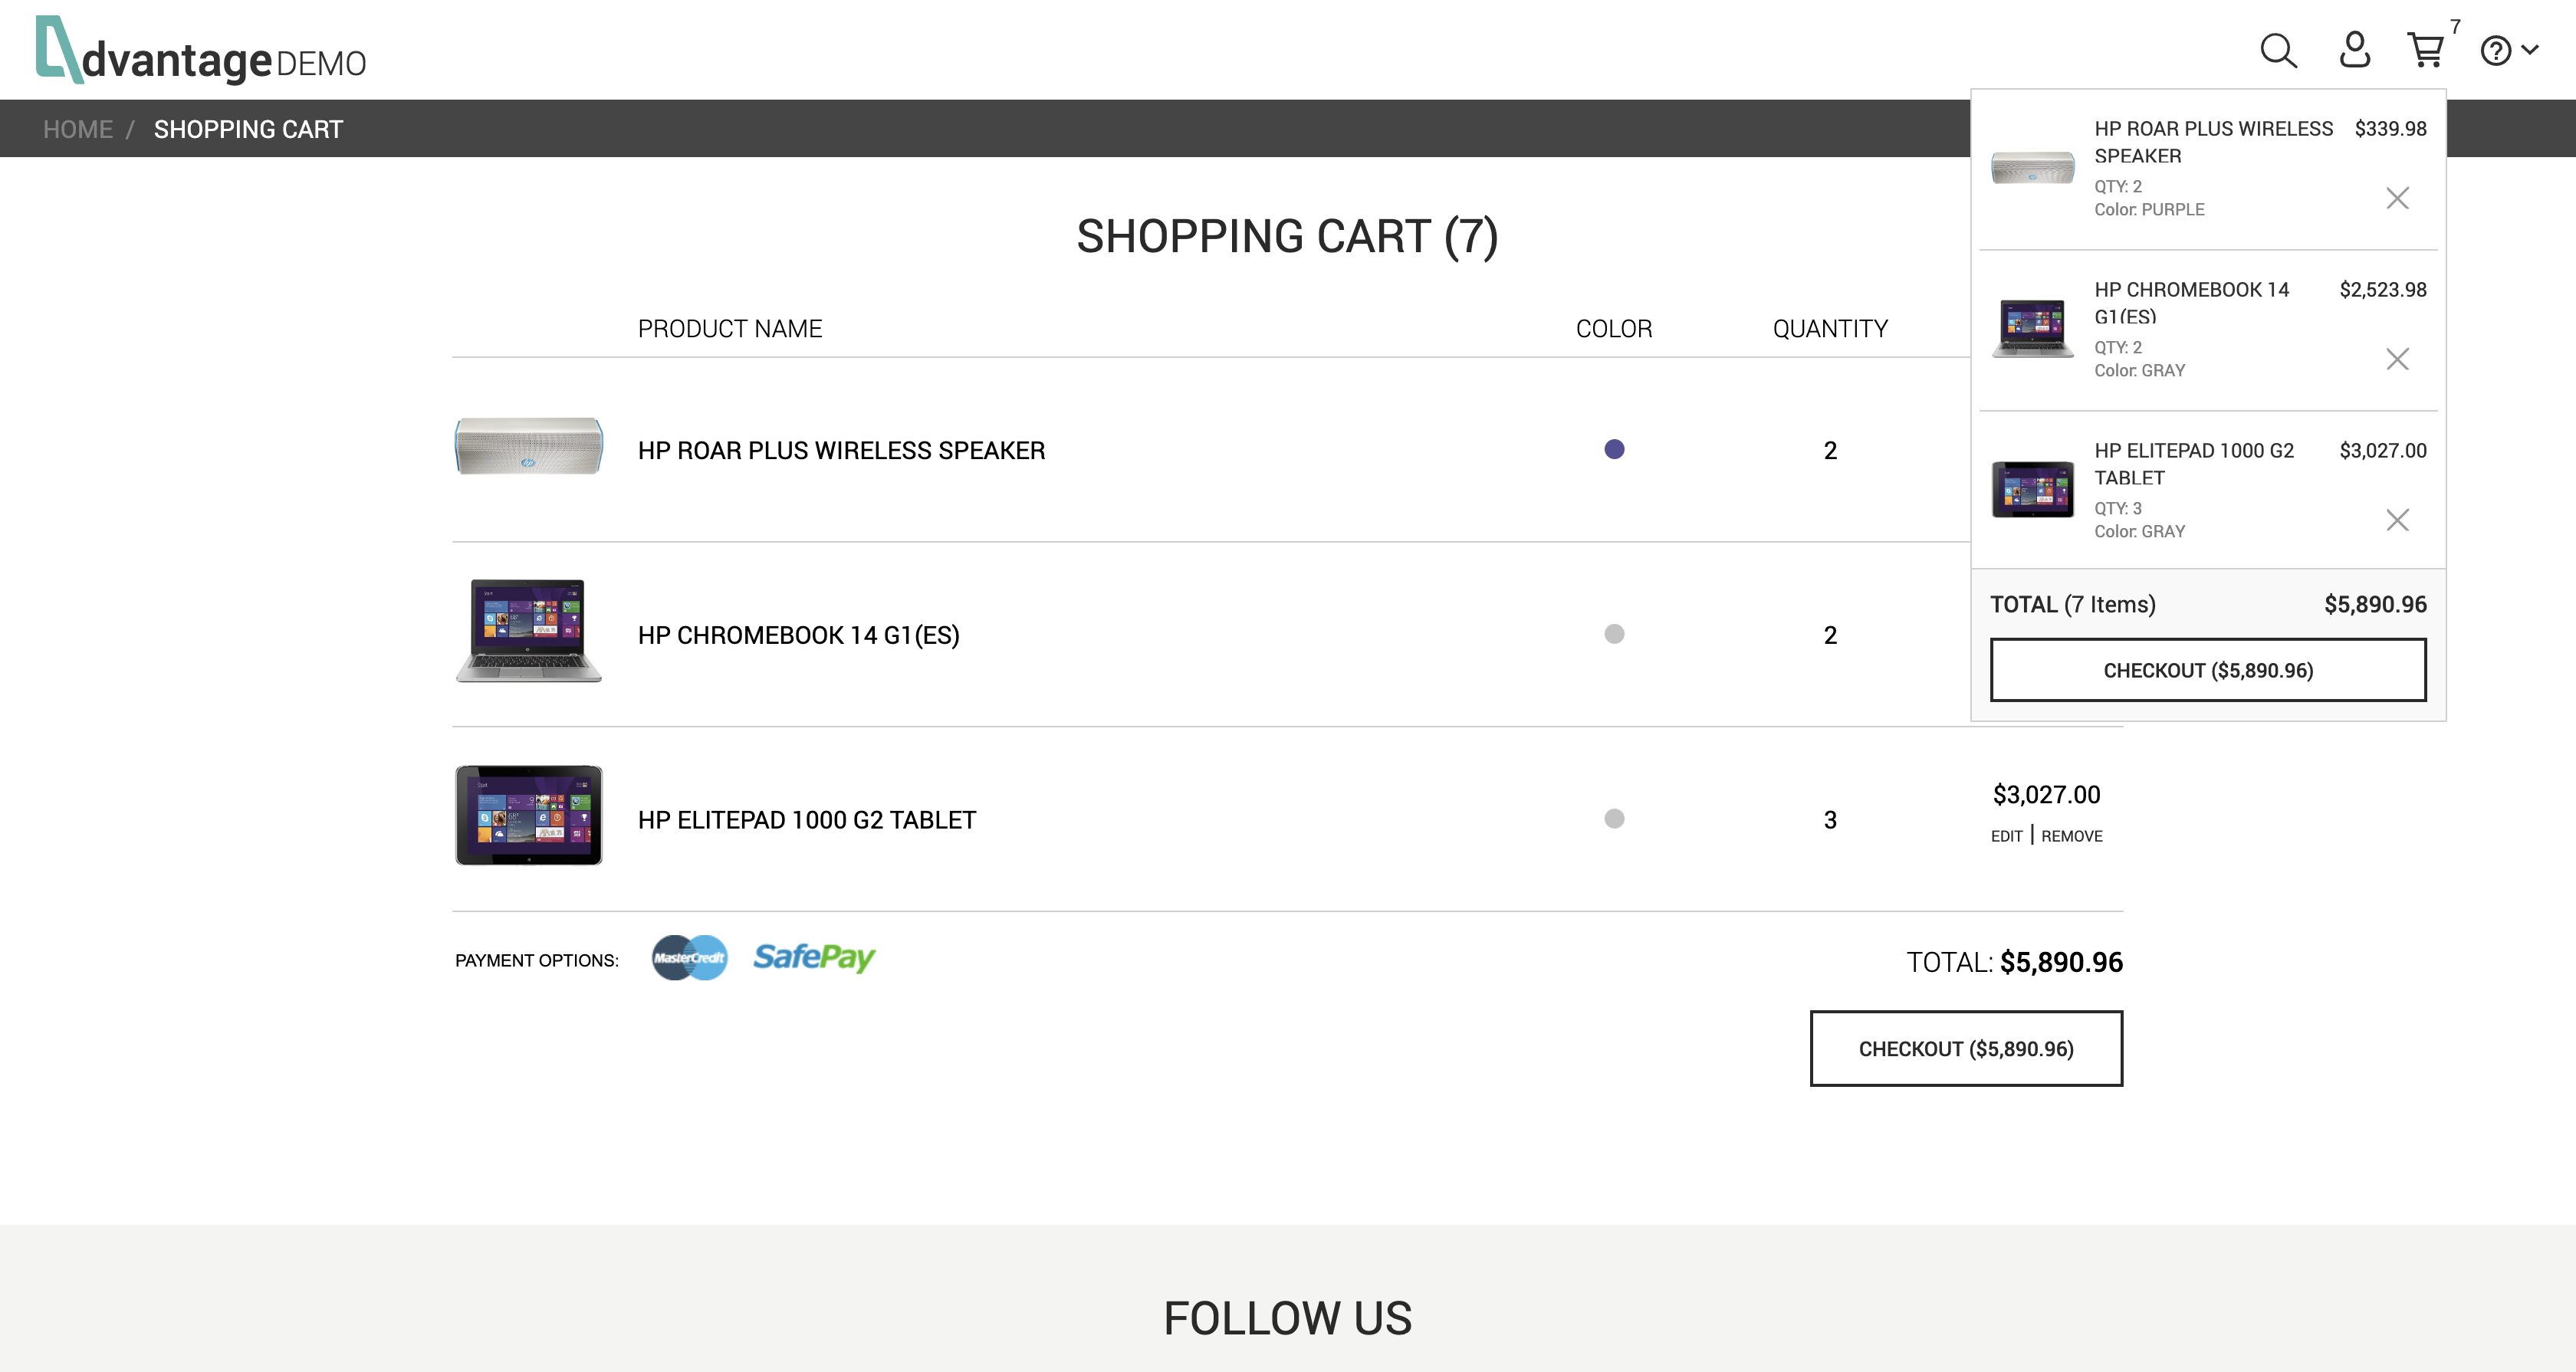 dvantage DEMO
7
HOME / SHOPPING CART
SHOPPING CART (7)
PRODUCT NAME COLOR QUANTITY
HP ROAR PLUS WIRELESS SPEAKER 2
HP CHROMEBOOK 14 G1(ES) 2
HP ELITEPAD 1000 G2 TABLET 3 $3,027.00
EDIT | REMOVE
PAYMENT OPTIONS: MasterCredit SafePay
TOTAL: $5,890.96
CHECKOUT ($5,890.96)
HP ROAR PLUS WIRELESS $339.98
SPEAKER
QTY: 2
Color: PURPLE
HP CHROMEBOOK 14 $2,523.98
G1(ES)
QTY: 2
Color: GRAY
HP ELITEPAD 1000 G2 $3,027.00
TABLET
QTY: 3
Color: GRAY
TOTAL (7 Items) $5,890.96
CHECKOUT ($5,890.96)
FOLLOW US